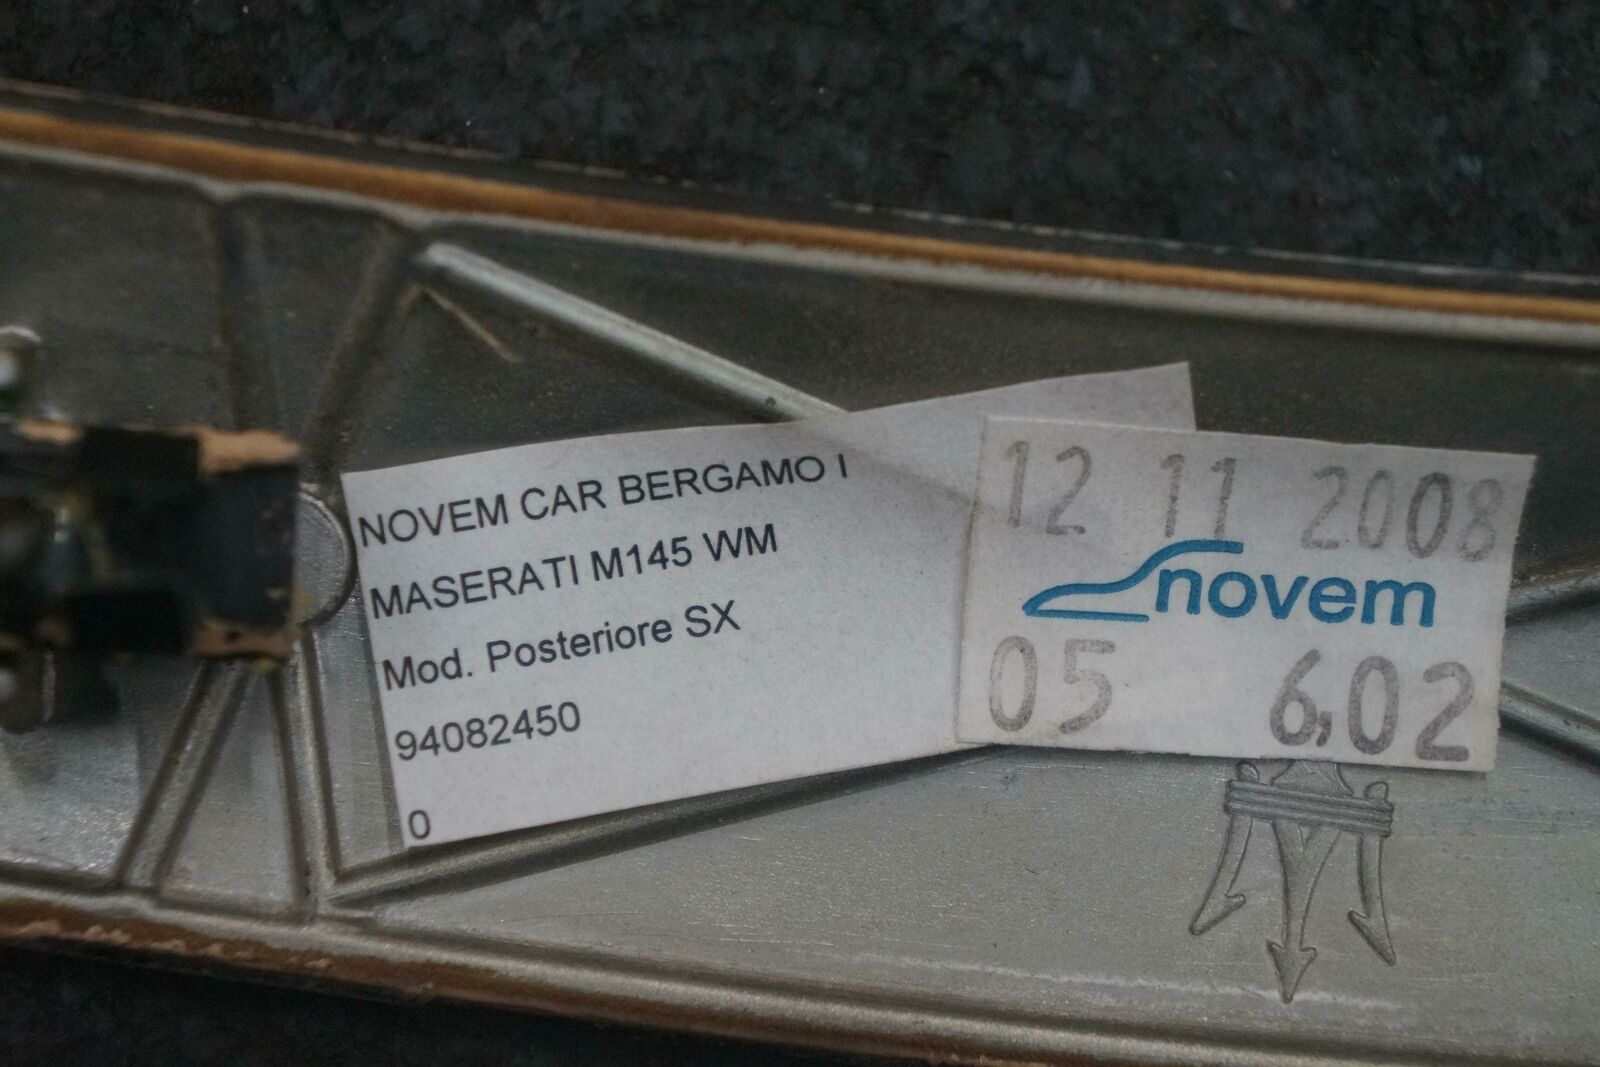 NOVEM CAR BERGAMO I
MASERATI M145 WM
Mod. Posteriore SX
94082450
0
12 11 2008
novem
05 6,02